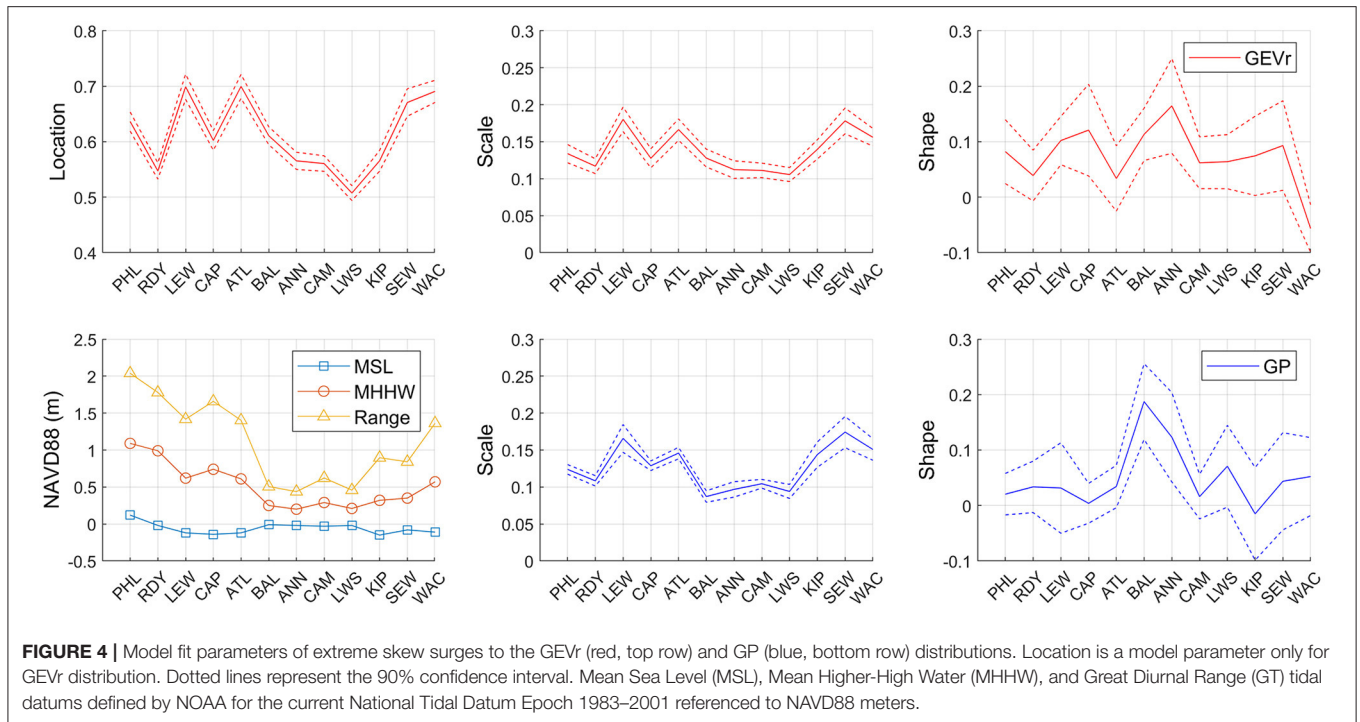 0.8
0.7
0.6
0.5
0.4
Location
PHL RDY LEW CAP ATL BAL ANN CAM LWS KIP SEW WAC
0.3
0.25
0.2
0.15
0.1
0.05
0
Scale
PHL RDY LEW CAP ATL BAL ANN CAM LWS KIP SEW WAC
0.3
0.2
0.1
0
-0.1
Shape
GEVr
PHL RDY LEW CAP ATL BAL ANN CAM LWS KIP SEW WAC
2.5
2
1.5
1
0.5
0
-0.5
NAVD88 (m)
MSL
MHHW
Range
PHL RDY LEW CAP ATL BAL ANN CAM LWS KIP SEW WAC
0.3
0.25
0.2
0.15
0.1
0.05
0
Scale
PHL RDY LEW CAP ATL BAL ANN CAM LWS KIP SEW WAC
0.3
0.2
0.1
0
-0.1
Shape
GP
PHL RDY LEW CAP ATL BAL ANN CAM LWS KIP SEW WAC
FIGURE 4 | Model fit parameters of extreme skew surges to the GEVr (red, top row) and GP (blue, bottom row) distributions. Location is a model parameter only for
GEVr distribution. Dotted lines represent the 90% confidence interval. Mean Sea Level (MSL), Mean Higher-High Water (MHHW), and Great Diurnal Range (GT) tidal
datums defined by NOAA for the current National Tidal Datum Epoch 1983–2001 referenced to NAVD88 meters.